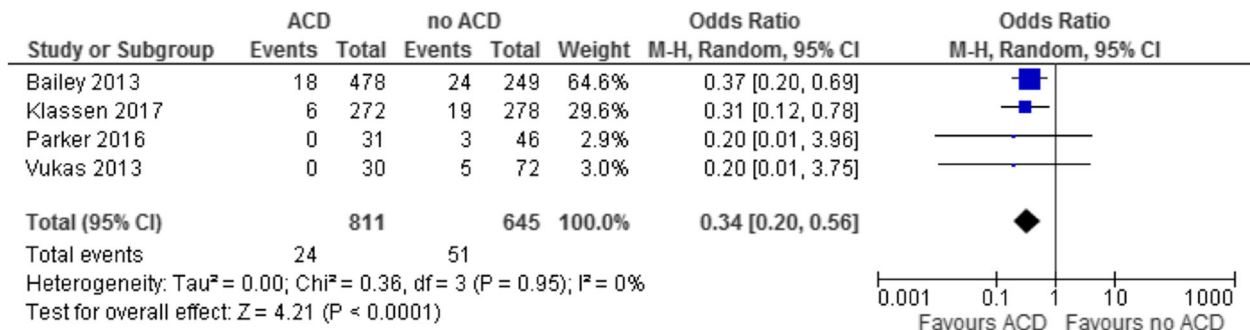 ACD no ACD Odds Ratio Odds Ratio
Study or Subgroup Events Total Events Total Weight M-H, Random, 95% CI M-H, Random, 95% CI
Bailey 2013 18 478 24 249 64.6% 0.37 [0.20, 0.69]
Klassen 2017 6 272 19 278 29.6% 0.31 [0.12, 0.78]
Parker 2016 0 31 3 46 2.9% 0.20 [0.01, 3.96]
Vukas 2013 0 30 5 72 3.0% 0.20 [0.01, 3.75]
Total (95% CI) 811 645 100.0% 0.34 [0.20, 0.56]
Total events 24 51
Heterogeneity: Tau² = 0.00; Chi² = 0.36, df = 3 (P = 0.95); I² = 0%
Test for overall effect: Z = 4.21 (P < 0.0001)
0.001 0.1 1 10 1000
Favours ACD Favours no ACD